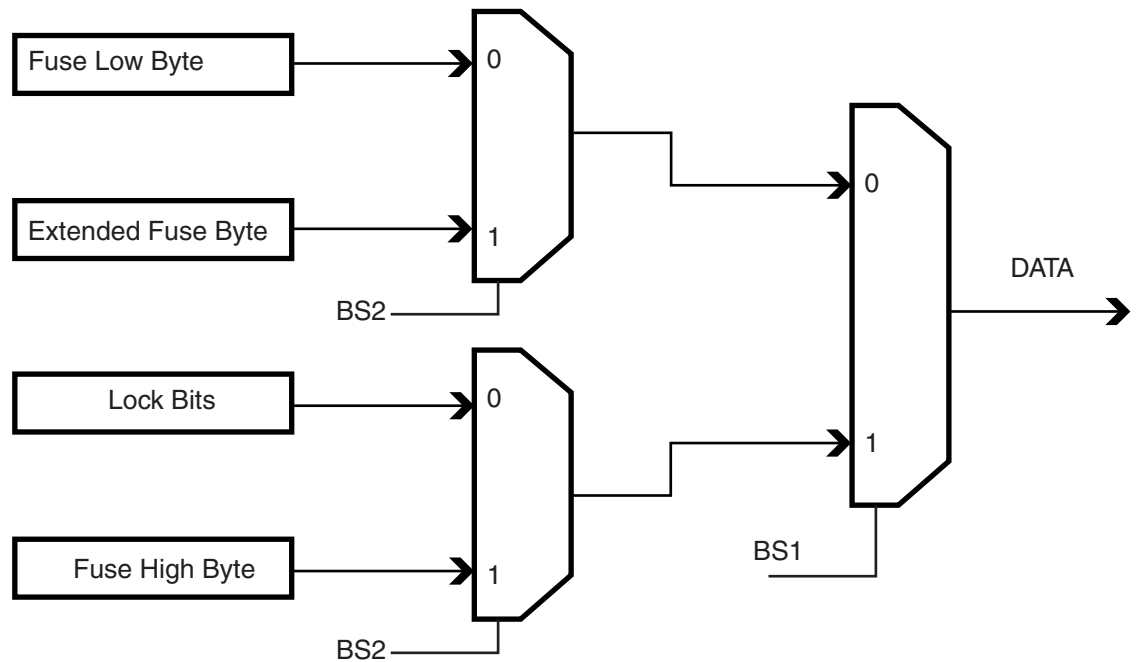 Fuse Low Byte
0
Extended Fuse Byte
1
BS2
0
DATA
Lock Bits
0
1
Fuse High Byte
1
BS1
BS2